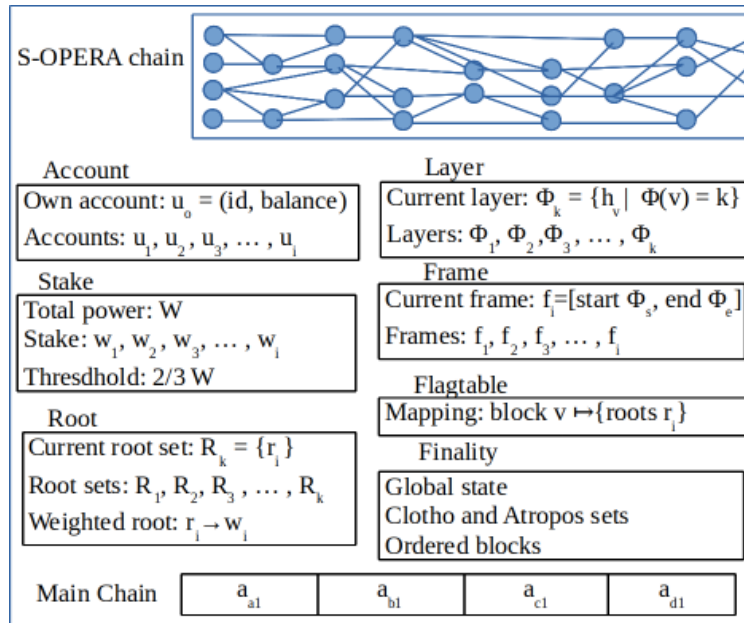 S-OPERA chain
Account
Own account: u_o = (id, balance)
Accounts: u_1, u_2, u_3, … , u_i
Stake
Total power: W
Stake: w_1, w_2, w_3, … , w_i
Thresdhold: 2/3 W
Root
Current root set: R_k = {r_i }
Root sets: R_1, R_2, R_3 , … , R_k
Weighted root: r_i → w_i
Layer
Current layer: Φ_k = {h_v | Φ(v) = k}
Layers: Φ_1, Φ_2 ,Φ_3, … , Φ_k
Frame
Current frame: f_i=[start Φ_s, end Φ_e]
Frames: f_1, f_2, f_3, … , f_i
Flagtable
Mapping: block v ↦{roots r_i}
Finality
Global state
Clotho and Atropos sets
Ordered blocks
Main Chain a_a1 a_b1 a_c1 a_d1